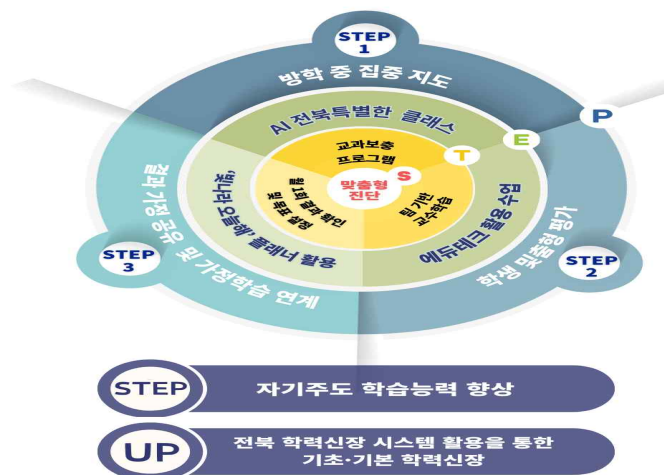 STEP
1
방학 중 집중 지도
P
AI 전북특별한 클래스
E
교과보충
프로그램
T
S
맞춤형
진단
팀 기반
교수학습
월 1회 결과 확인
및 목표 설정
'빛나라 오늘해' 플래너 활용
에듀테크 활용 수업
결과 가정 공유 및 가정학습 연계
학생 맞춤형 평가
STEP
3
STEP
2
STEP
자기주도 학습능력 향상
UP
전북 학력신장 시스템 활용을 통한
기초·기본 학력신장